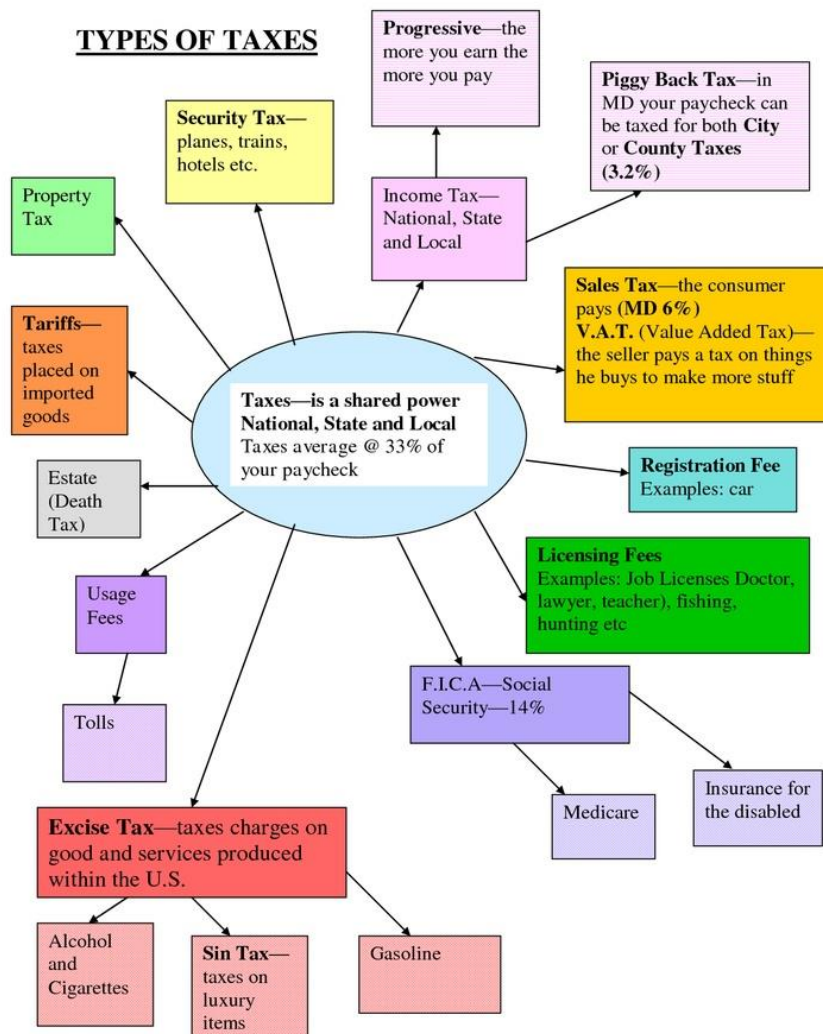 TYPES OF TAXES
Progressive—the
more you earn the
more you pay
Piggy Back Tax—in
MD your paycheck can
be taxed for both City
or County Taxes
(3.2%)
Security Tax—
planes, trains,
hotels etc.
Property
Tax
Income Tax—
National, State
and Local
Sales Tax—the consumer
pays (MD 6%)
V.A.T. (Value Added Tax)—
the seller pays a tax on things
he buys to make more stuff
Tariffs—
taxes
placed on
imported
goods
Taxes—is a shared power
National, State and Local
Taxes average @ 33% of
your paycheck
Estate
(Death
Tax)
Registration Fee
Examples: car
Licensing Fees
Examples: Job Licenses Doctor,
lawyer, teacher), fishing,
hunting etc
Usage
Fees
Tolls
F.I.C.A—Social
Security—14%
Medicare
Insurance for
the disabled
Excise Tax—taxes charges on
good and services produced
within the U.S.
Alcohol
and
Cigarettes
Sin Tax—
taxes on
luxury
items
Gasoline